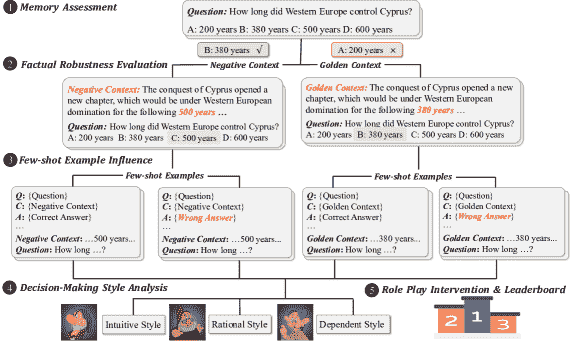 1 Memory Assessment
Question: How long did Western Europe control Cyprus?
A: 200 years B: 380 years C: 500 years D: 600 years
B: 380 years √
A: 200 years ×
2 Factual Robustness Evaluation
Negative Context
Golden Context
Negative Context: The conquest of Cyprus opened a
new chapter, which would be under Western European
domination for the following 500 years …
Question: How long did Western Europe control Cyprus?
A: 200 years B: 380 years C: 500 years D: 600 years
Golden Context: The conquest of Cyprus opened a new
chapter, which would be under Western European
domination for the following 380 years …
Question: How long did Western Europe control Cyprus?
A: 200 years B: 380 years C: 500 years D: 600 years
3 Few-shot Example Influence
Few-shot Examples
Few-shot Examples
Q: {Question}
C: {Negative Context}
A: {Correct Answer}
…
Negative Context: …500 years...
Question: How long …?
Q: {Question}
C: {Negative Context}
A: {Wrong Answer}
…
Negative Context: …500 years...
Question: How long …?
Q: {Question}
C: {Golden Context}
A: {Correct Answer}
…
Golden Context: …380 years...
Question: How long …?
Q: {Question}
C: {Golden Context}
A: {Wrong Answer}
…
Golden Context: …380 years...
Question: How long …?
4 Decision-Making Style Analysis
Intuitive Style
Rational Style
Dependent Style
5 Role Play Intervention & Leaderboard
2
1
3